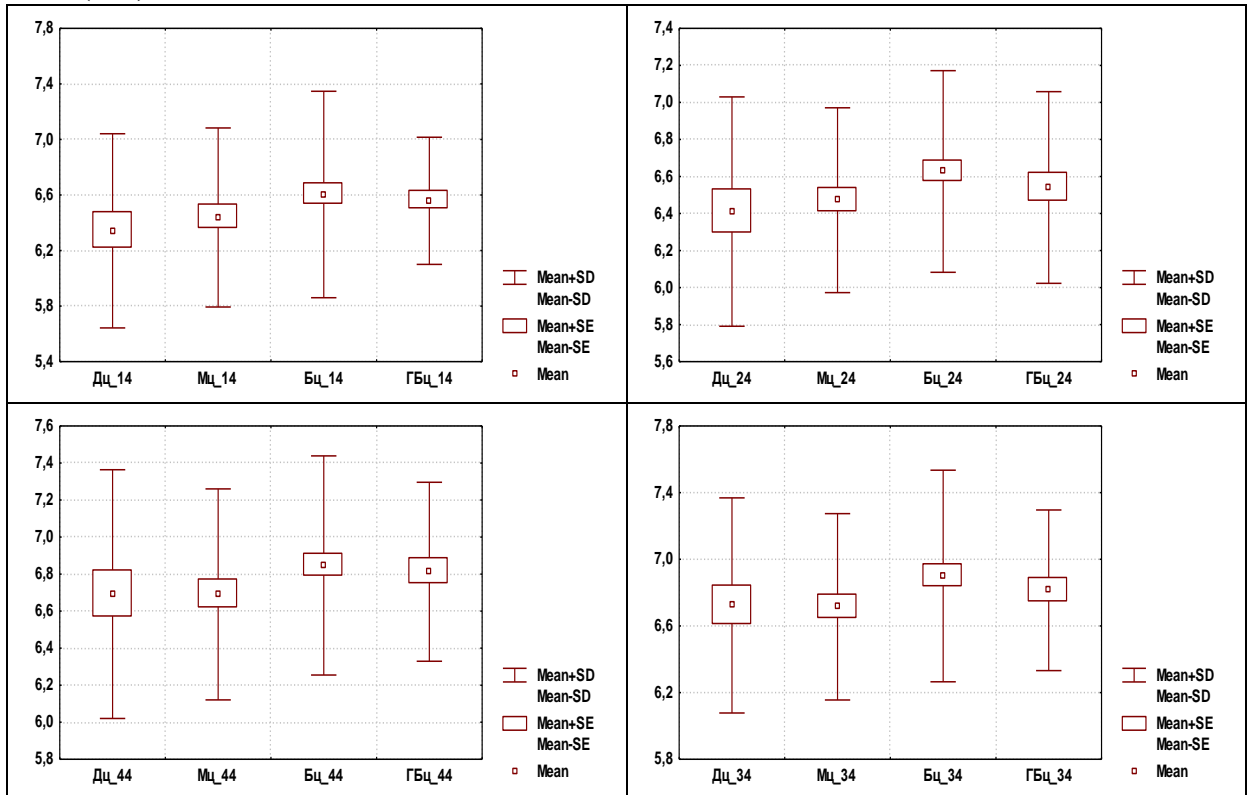 7,8
7,4
7,0
6,6
6,2
5,8
5,4
Дц_14 Мц_14 Бц_14 ГБц_14
Mean+SD
Mean-SD
Mean+SE
Mean-SE
Mean
7,4
7,2
7,0
6,8
6,6
6,4
6,2
6,0
5,8
5,6
Дц_24 Мц_24 Бц_24 ГБц_24
Mean+SD
Mean-SD
Mean+SE
Mean-SE
Mean
7,6
7,4
7,2
7,0
6,8
6,6
6,4
6,2
6,0
5,8
Дц_44 Мц_44 Бц_44 ГБц_44
Mean+SD
Mean-SD
Mean+SE
Mean-SE
Mean
7,8
7,4
7,0
6,6
6,2
5,8
Дц_34 Мц_34 Бц_34 ГБц_34
Mean+SD
Mean-SD
Mean+SE
Mean-SE
Mean